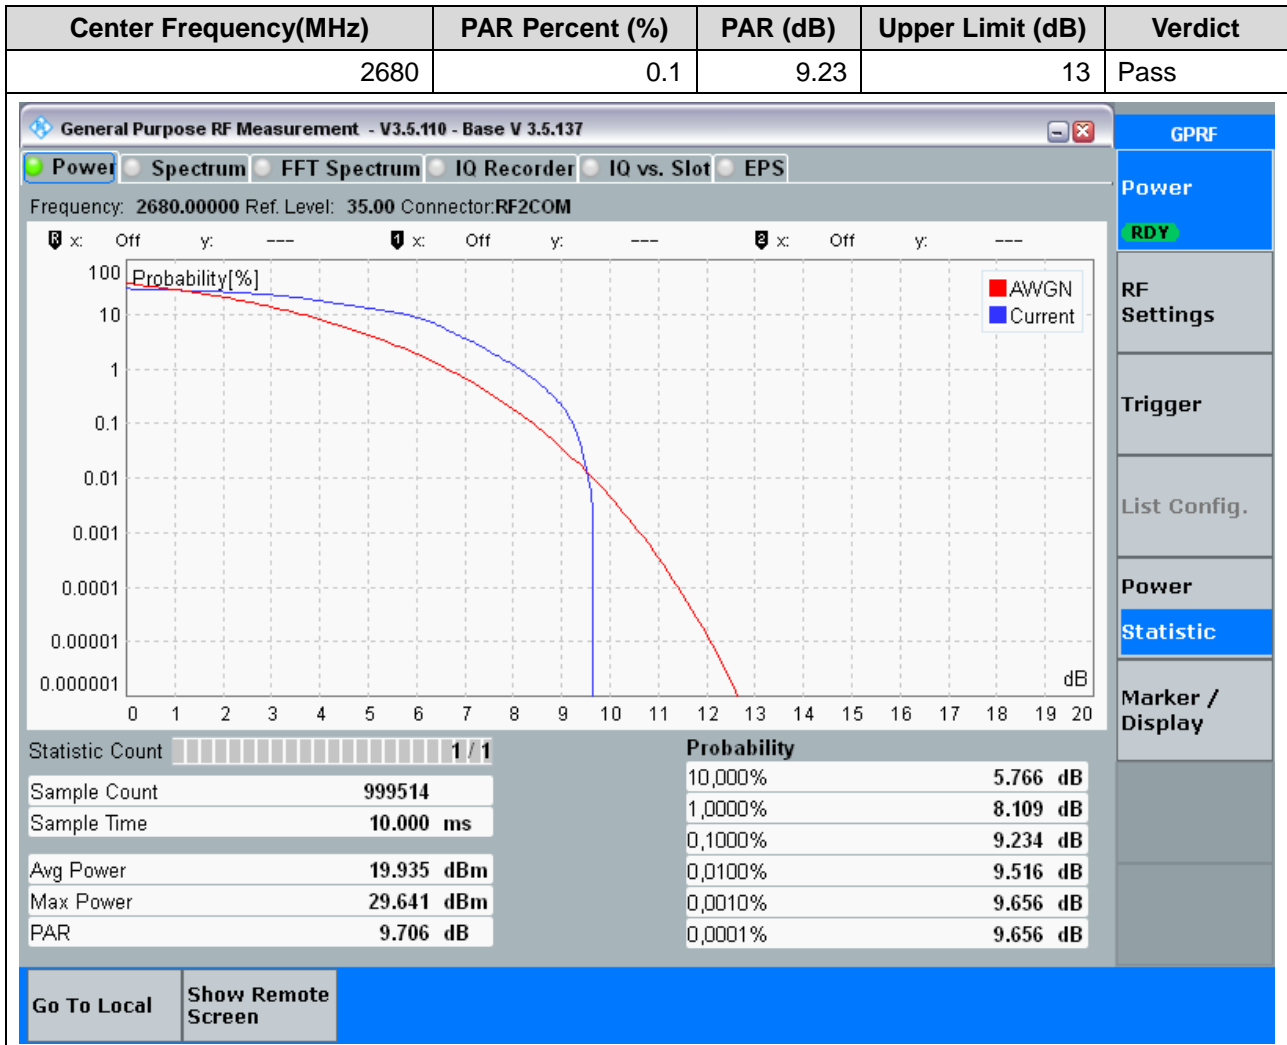 Center Frequency(MHz) PAR Percent (%) PAR (dB) Upper Limit (dB) Verdict
2680 0.1 9.23 13 Pass
General Purpose RF Measurement - V3.5.110 - Base V 3.5.137
GPRF
Power Spectrum FFT Spectrum IQ Recorder IQ vs. Slot EPS
Frequency: 2680.00000 Ref. Level: 35.00 Connector:RF2COM
R x: Off y: --- 1 x: Off y: --- 2 x: Off y: ---
Probability[%]
AWGN
Current
100
10
1
0.1
0.01
0.001
0.0001
0.00001
0.000001
dB
0 1 2 3 4 5 6 7 8 9 10 11 12 13 14 15 16 17 18 19 20
Statistic Count 1 / 1
Sample Count 999514
Sample Time 10.000 ms
Avg Power 19.935 dBm
Max Power 29.641 dBm
PAR 9.706 dB
Probability
10,000% 5.766 dB
1,0000% 8.109 dB
0,1000% 9.234 dB
0,0100% 9.516 dB
0,0010% 9.656 dB
0,0001% 9.656 dB
Power
RDY
RF
Settings
Trigger
List Config.
Power
Statistic
Marker /
Display
Go To Local
Show Remote
Screen